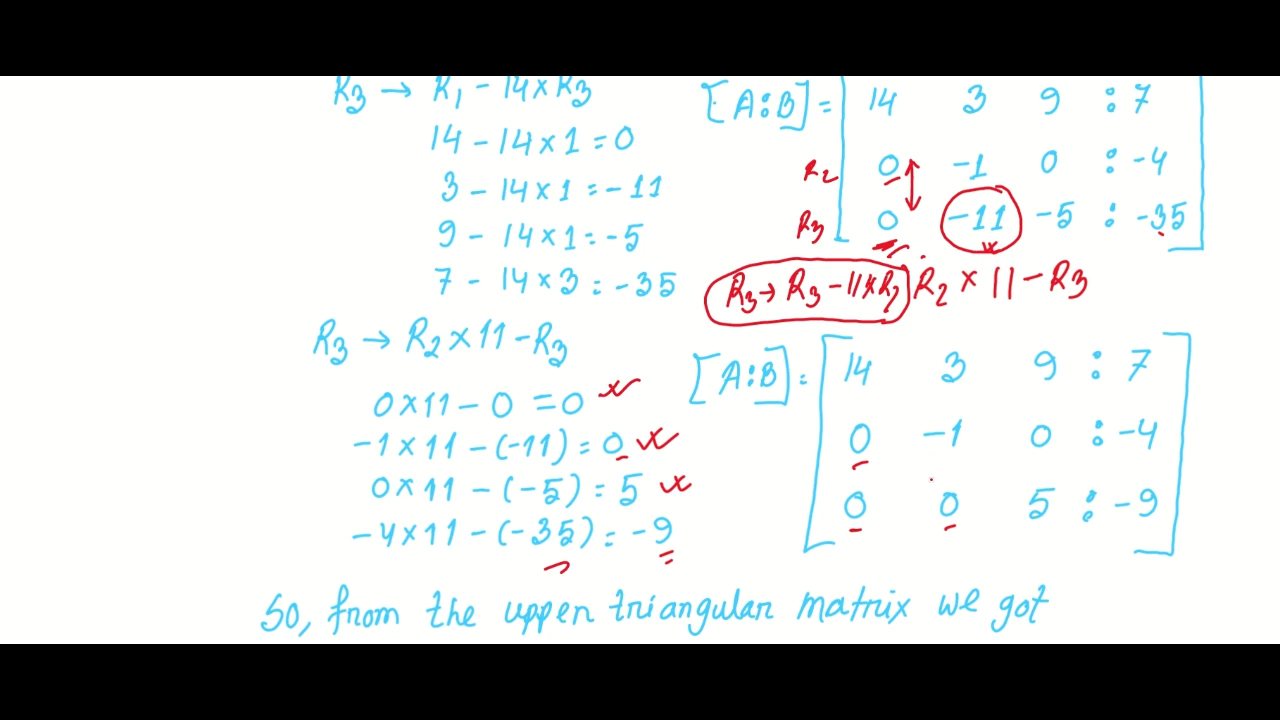 R3 → R1 - 14×R3
14 - 14×1 = 0
3 - 14×1 = -11
9 - 14×1 = -5
7 - 14×3 = -35
R3 → R2×11 - R3
0×11 - 0 = 0
-1×11 - (-11) = 0
0×11 - (-5) = 5
-4×11 - (-35) = -9
[A:B] = [14 3 9 : 7
R2 0 -1 0 : -4
R3 0 -11 -5 : -35]
R3 → R3 - 11×R2 R2 × 11 - R3
[A:B] = [14 3 9 : 7
0 -1 0 : -4
0 0 5 : -9]
So, from the upper triangular matrix we got